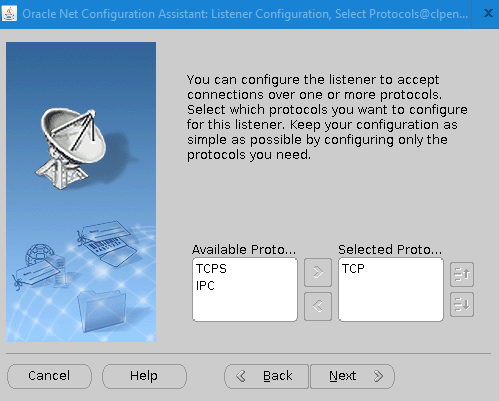 Oracle Net Configuration Assistant: Listener Configuration, Select Protocols@clpen...
You can configure the listener to accept
connections over one or more protocols.
Select which protocols you want to configure
for this listener. Keep your configuration as
simple as possible by configuring only the
protocols you need.
Available Proto...
Selected Proto...
TCPS
IPC
TCP
Cancel
Help
Back
Next